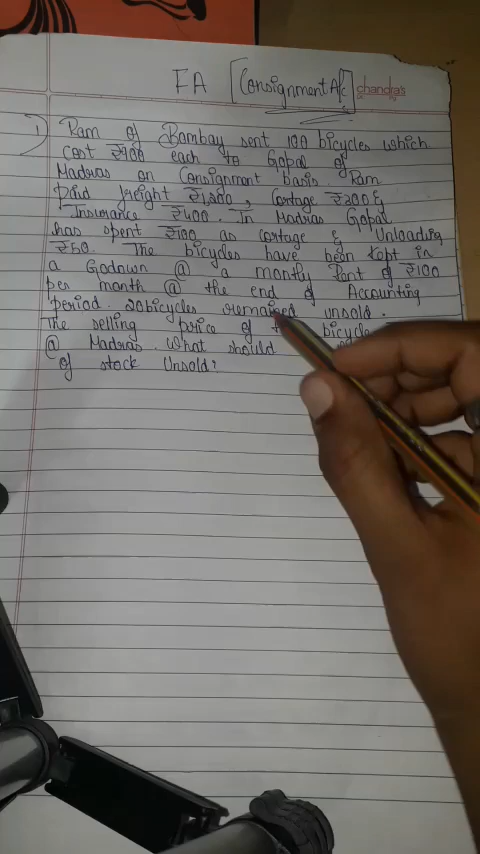 FA [Consignment A/c] chandra's
1) Ram of Bombay sent 100 bicycles which
cost ₹900 each to Gopal of
Madras on Consignment basis Ram
paid freight ₹1,200, Cartage ₹200 &
Insurance ₹400. In Madras Gopal
has spent ₹100 as cartage & Unloading
₹50. The bicycles have been kept in
a Godown @ a monthly Rent of ₹100
per month @ the end of Accounting
period. 20 bicycles remained unsold.
The selling price of bicycle
@ Madras. What should
of stock Unsold?